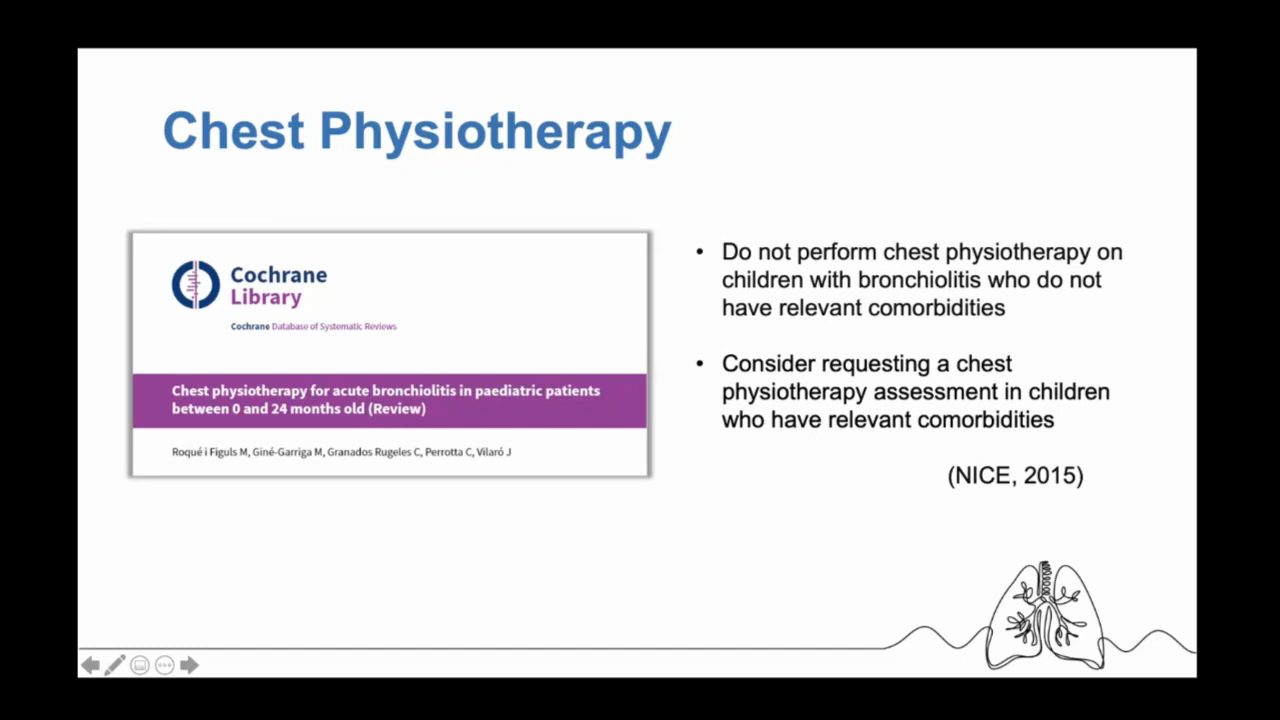 Chest Physiotherapy
Cochrane
Library
Cochrane Database of Systematic Reviews
Chest physiotherapy for acute bronchiolitis in paediatric patients
between 0 and 24 months old (Review)
Roqué i Figuls M, Giné-Garriga M, Granados Rugeles C, Perrotta C, Vilaró J
• Do not perform chest physiotherapy on
children with bronchiolitis who do not
have relevant comorbidities
• Consider requesting a chest
physiotherapy assessment in children
who have relevant comorbidities
(NICE, 2015)